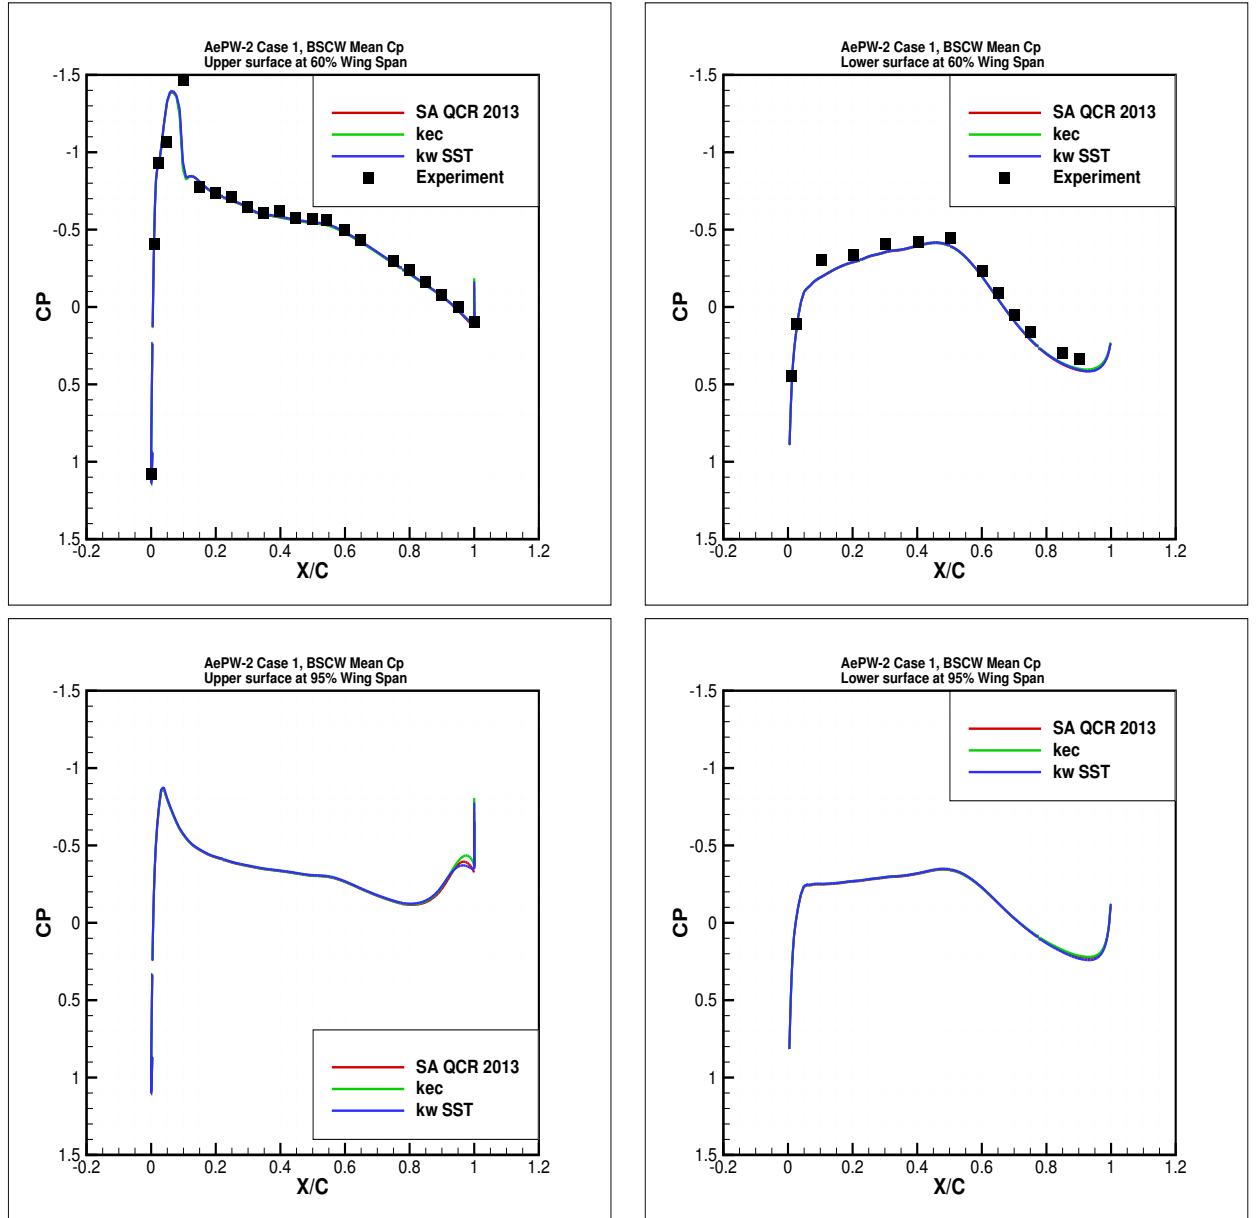 AePW-2 Case 1, BSCW Mean Cp
Upper surface at 60% Wing Span
-1.5
-1
-0.5
0
0.5
1
1.5
CP
SA QCR 2013
kec
kw SST
Experiment
-0.2 0 0.2 0.4 0.6 0.8 1 1.2
X/C
AePW-2 Case 1, BSCW Mean Cp
Lower surface at 60% Wing Span
-1.5
-1
-0.5
0
0.5
1
1.5
CP
SA QCR 2013
kec
kw SST
Experiment
-0.2 0 0.2 0.4 0.6 0.8 1 1.2
X/C
AePW-2 Case 1, BSCW Mean Cp
Upper surface at 95% Wing Span
-1.5
-1
-0.5
0
0.5
1
1.5
CP
SA QCR 2013
kec
kw SST
-0.2 0 0.2 0.4 0.6 0.8 1 1.2
X/C
AePW-2 Case 1, BSCW Mean Cp
Lower surface at 95% Wing Span
-1.5
-1
-0.5
0
0.5
1
1.5
CP
SA QCR 2013
kec
kw SST
-0.2 0 0.2 0.4 0.6 0.8 1 1.2
X/C